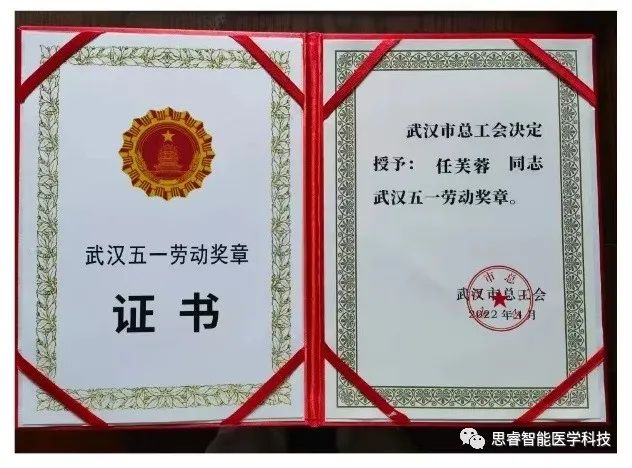 武汉五一劳动奖章
证书
武汉市总工会决定
授予： 任芙蓉 同志
武汉五一劳动奖章。
武汉市总工会
2022年4月
思睿智能医学科技